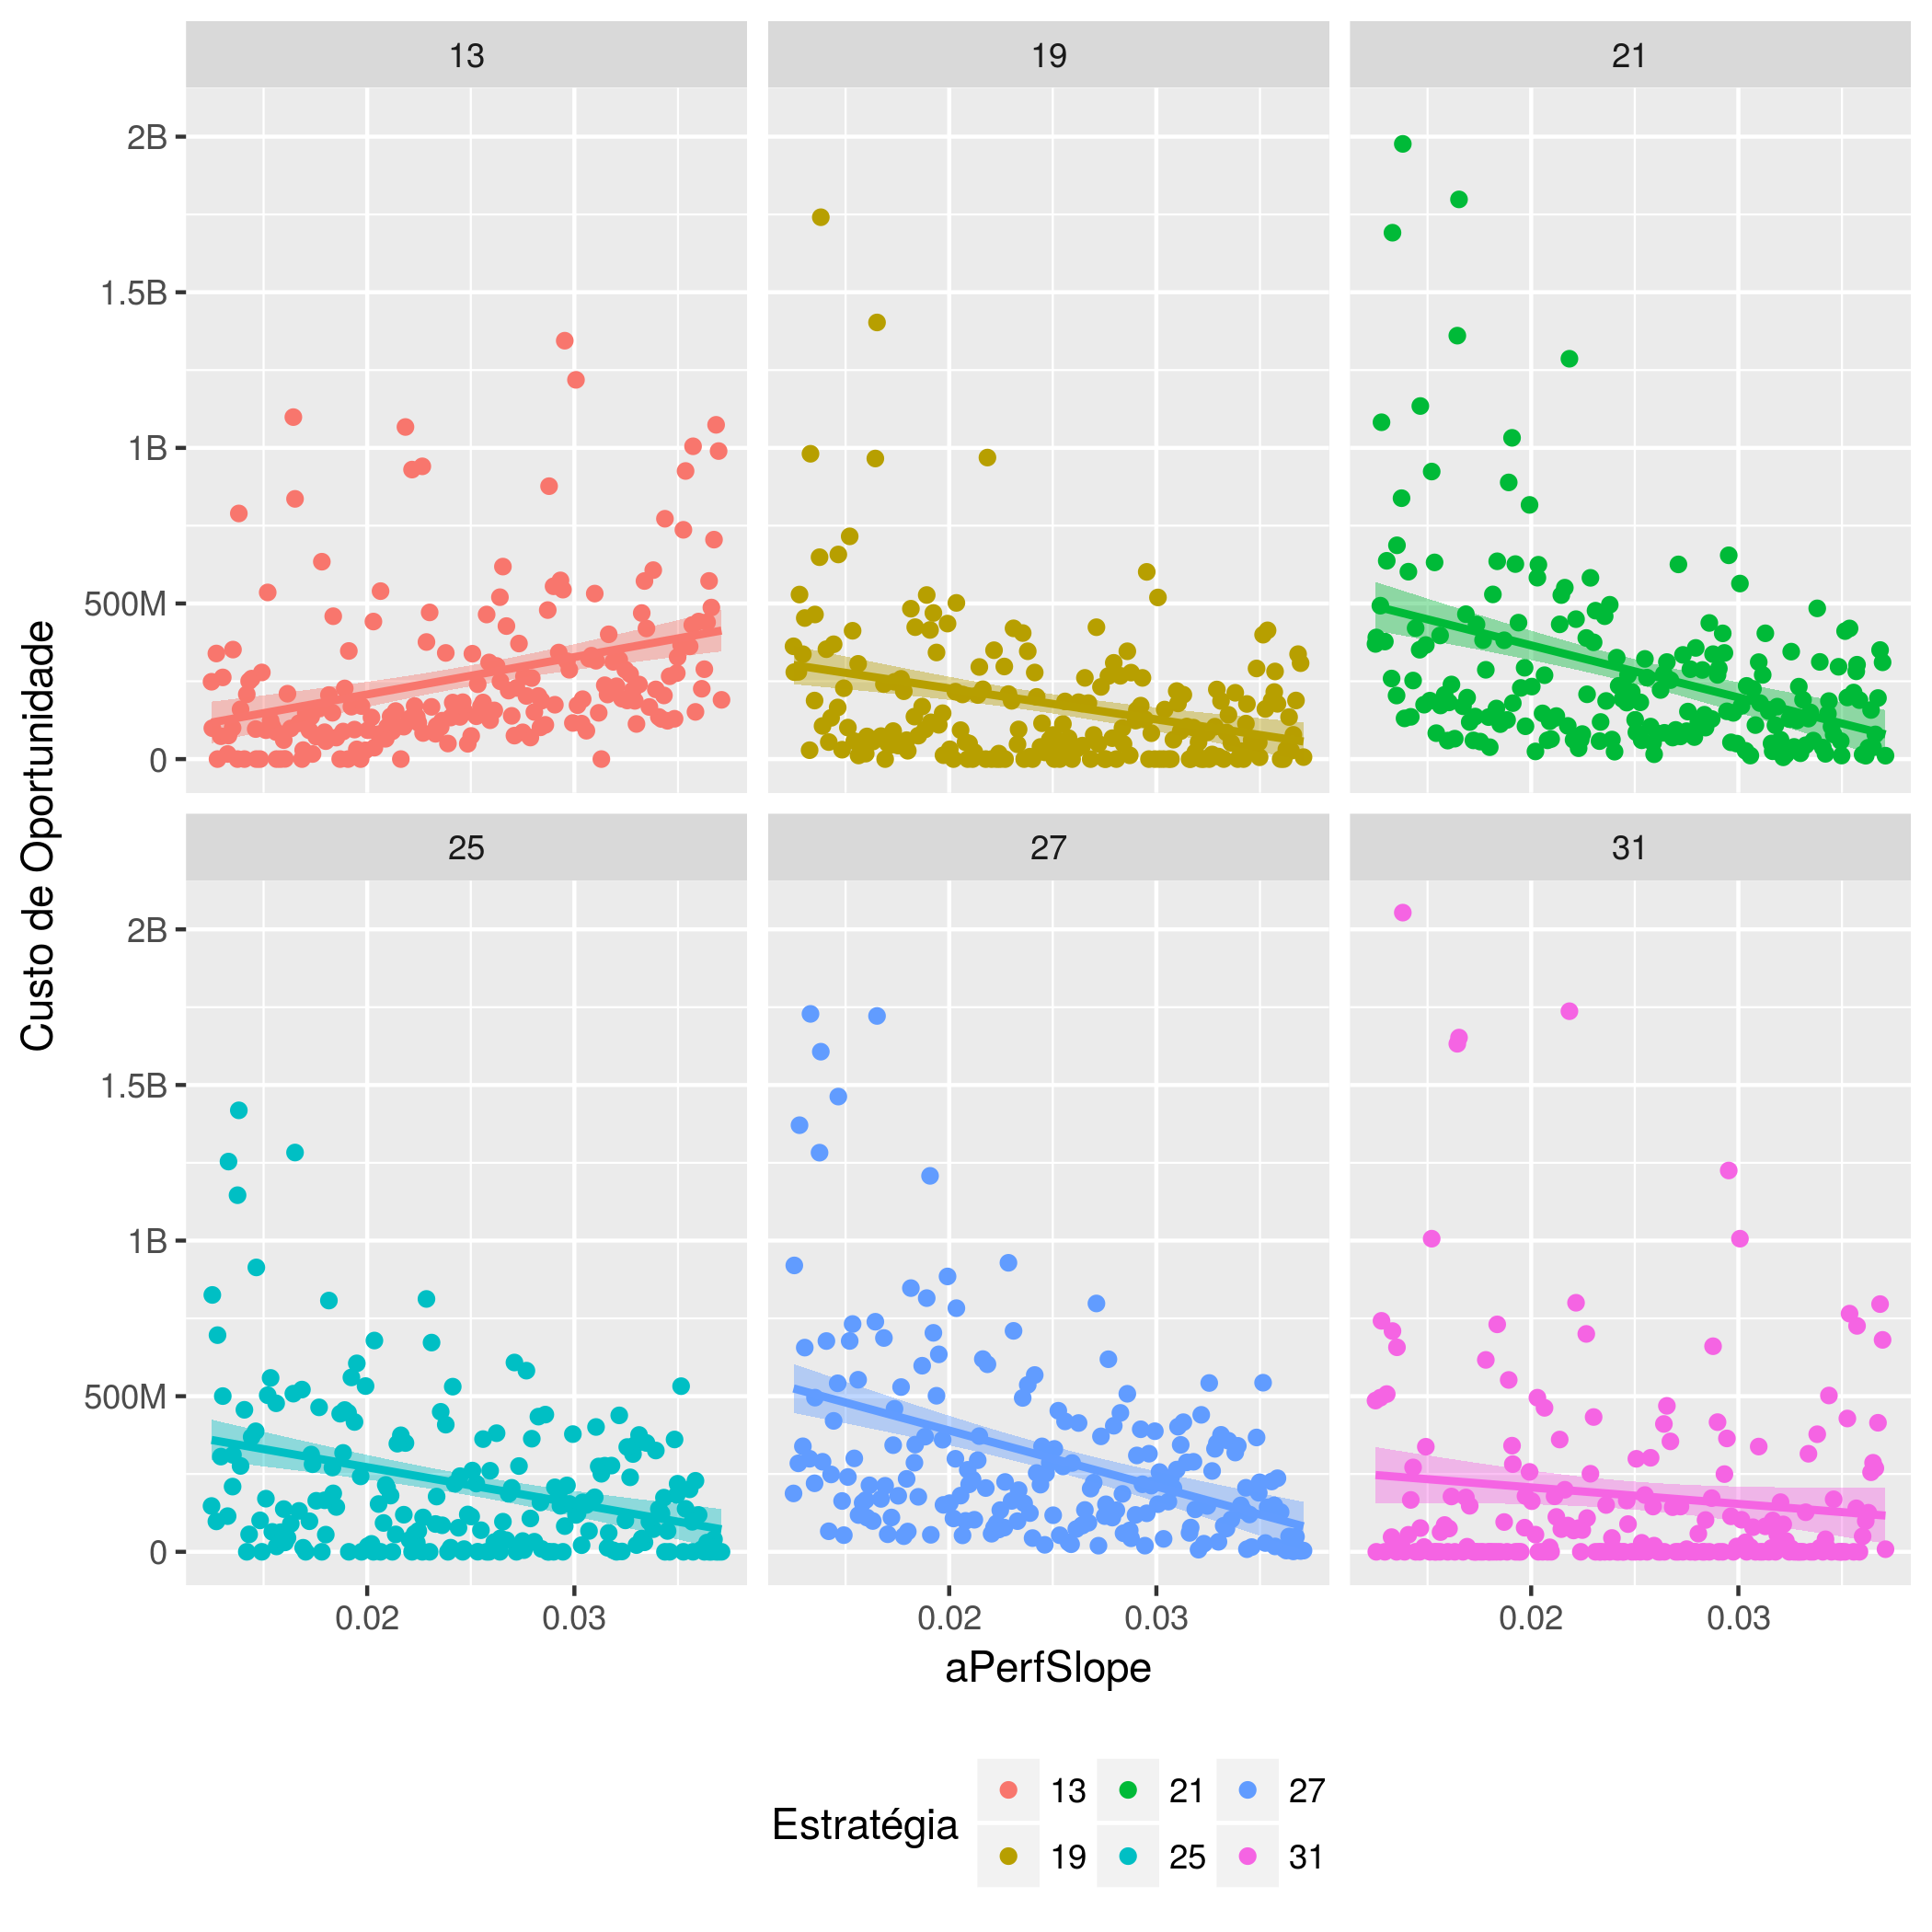 13 19 21
2B
1.5B
1B
500M
0
25 27 31
2B
1.5B
1B
500M
0
Custo de Oportunidade
0.02 0.03 0.02 0.03 0.02 0.03
aPerfSlope
Estratégia
13 21 27
19 25 31